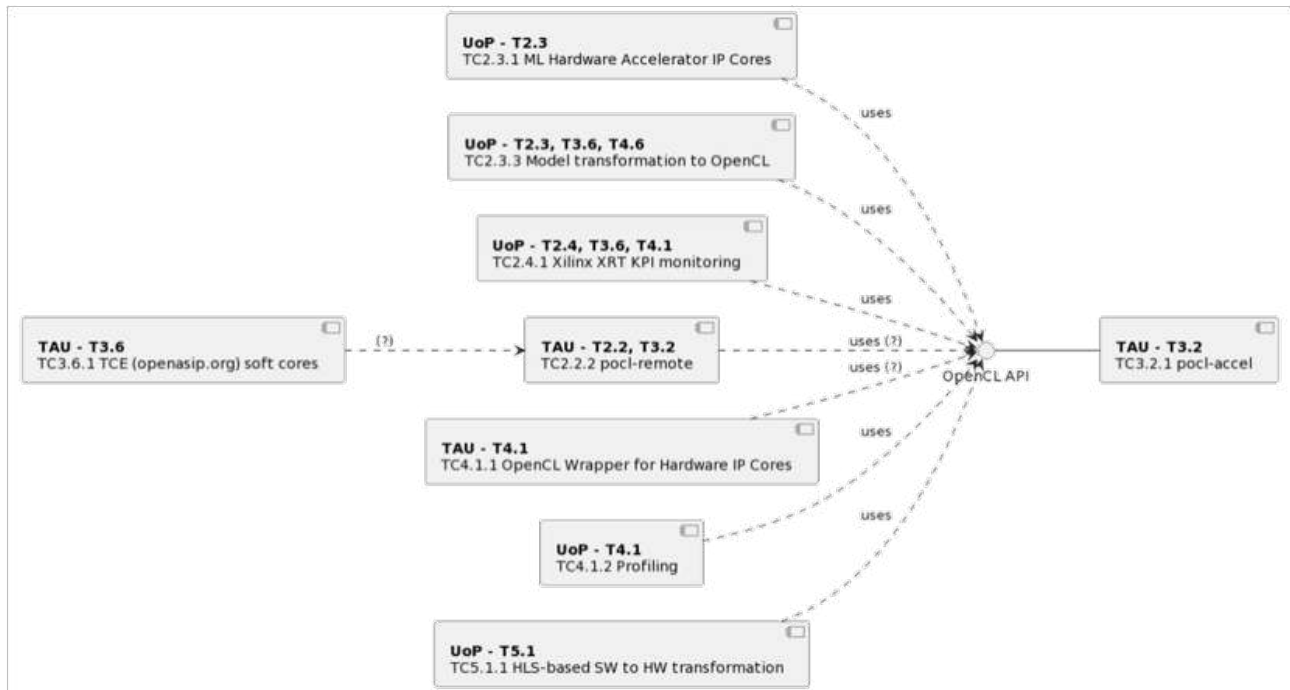 UoP - T2.3
TC2.3.1 ML Hardware Accelerator IP Cores
uses
UoP - T2.3, T3.6, T4.6
TC2.3.3 Model transformation to OpenCL
uses
UoP - T2.4, T3.6, T4.1
TC2.4.1 Xilinx XRT KPI monitoring
uses
TAU - T3.6
TC3.6.1 TCE (openasip.org) soft cores
(?)
TAU - T2.2, T3.2
TC2.2.2 pocl-remote
uses (?)
uses (?)
OpenCL API
TAU - T3.2
TC3.2.1 pocl-accel
TAU - T4.1
TC4.1.1 OpenCL Wrapper for Hardware IP Cores
uses
UoP - T4.1
TC4.1.2 Profiling
uses
UoP - T5.1
TC5.1.1 HLS-based SW to HW transformation